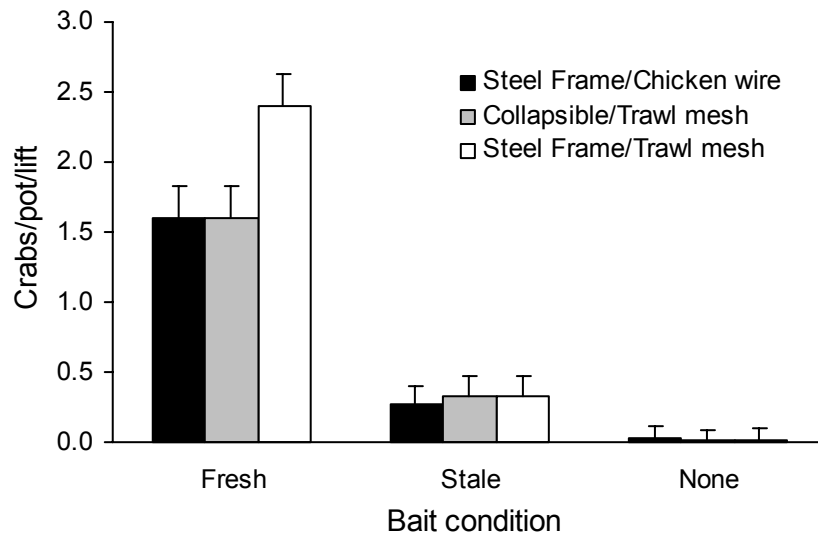 3.0
2.5
2.0
1.5
1.0
0.5
0.0
Crabs/pot/lift
Steel Frame/Chicken wire
Collapsible/Trawl mesh
Steel Frame/Trawl mesh
Fresh Stale None
Bait condition